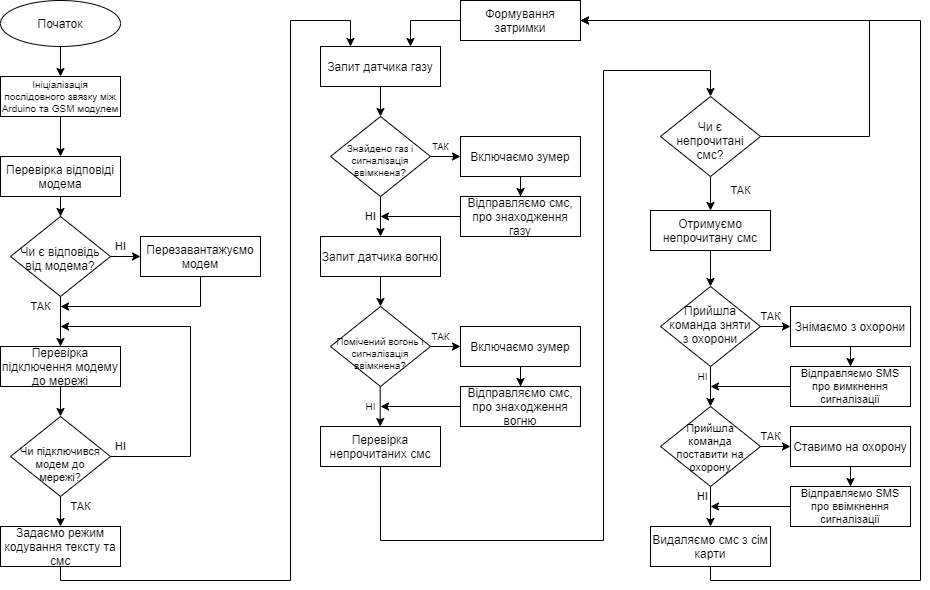 Початок
Ініціалізація
послідовного звязку між
Arduino та GSM модулем
Перевірка відповіді
модема
Чи є відповідь
від модема?
НІ
Перезавантажуємо
модем
ТАК
Перевірка
підключення модему
до мережі
Чи підключився
модем до
мережі?
НІ
ТАК
Задаємо режим
кодування тексту та
смс
Формування
затримки
Запит датчика газу
Знайдено газ і
сигналізація
ввімкнена?
ТАК
Включаємо зумер
Відправляємо смс,
про знаходження
газу
НІ
Запит датчика вогню
Помічений вогонь і
сигналізація
ввімкнена?
ТАК
Включаємо зумер
Відправляємо смс,
про знаходження
вогню
НІ
Перевірка
непрочитаних смс
Чи є
непрочитані
смс?
ТАК
Отримуємо
непрочитану смс
Прийшла
команда зняти
з охорони
ТАК
Знімаємо з охорони
Відправляємо SMS
про вимкнення
сигналізації
НІ
Прийшла
команда
поставити на
охорону
ТАК
Ставимо на охорону
Відправляємо SMS
про ввімкнення
сигналізації
НІ
Видаляємо смс з сім
карти